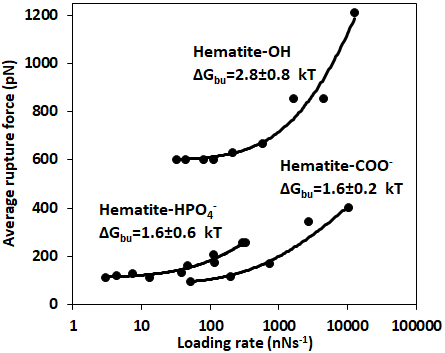 1200
1000
800
600
400
200
0
Average rupture force (pN)
Hematite-OH
ΔG_bu=2.8±0.8 kT
Hematite-COO⁻
ΔG_bu=1.6±0.2 kT
Hematite-HPO₄⁻
ΔG_bu=1.6±0.6 kT
1 10 100 1000 10000 100000
Loading rate (nNs⁻¹)